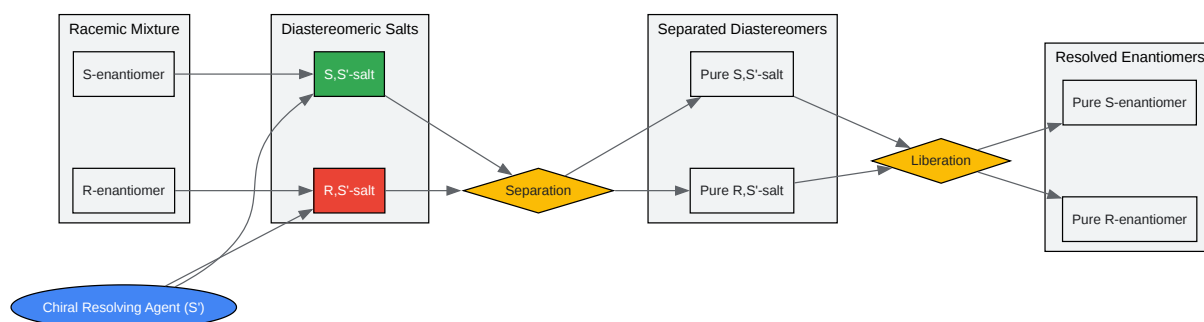 Racemic Mixture
S-enantiomer
R-enantiomer
Diastereomeric Salts
S,S'-salt
R,S'-salt
Chiral Resolving Agent (S')
Separation
Separated Diastereomers
Pure S,S'-salt
Pure R,S'-salt
Liberation
Resolved Enantiomers
Pure S-enantiomer
Pure R-enantiomer